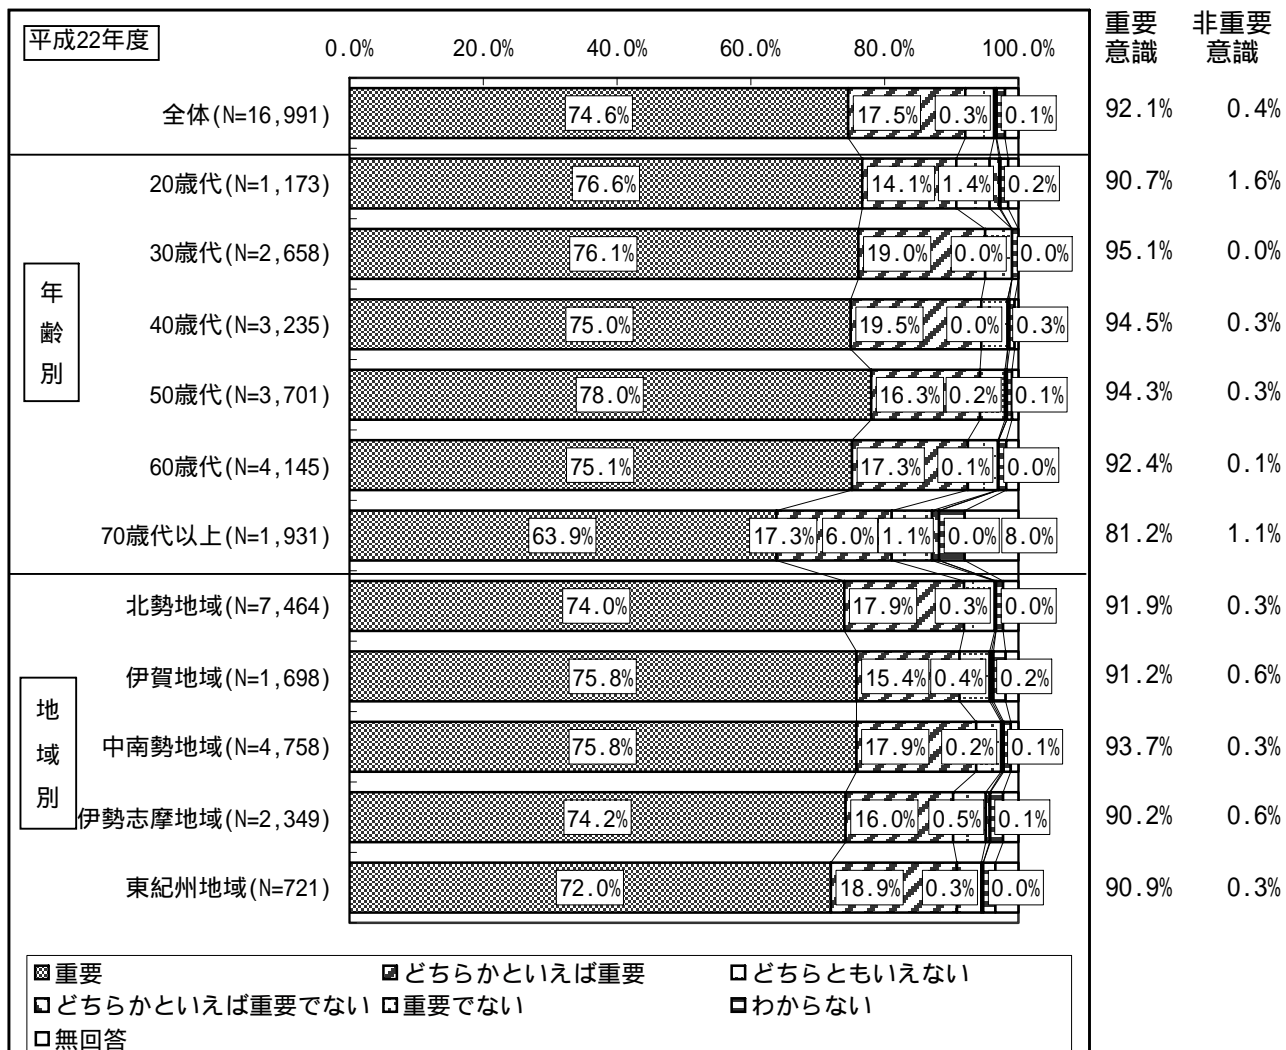 平成22年度
0.0% 20.0% 40.0% 60.0% 80.0% 100.0%
重要意識 非重要意識
全体(N=16,991) 74.6% 17.5% 0.3% 0.1% 92.1% 0.4%
年齢別
20歳代(N=1,173) 76.6% 14.1% 1.4% 0.2% 90.7% 1.6%
30歳代(N=2,658) 76.1% 19.0% 0.0% 0.0% 95.1% 0.0%
40歳代(N=3,235) 75.0% 19.5% 0.0% 0.3% 94.5% 0.3%
50歳代(N=3,701) 78.0% 16.3% 0.2% 0.1% 94.3% 0.3%
60歳代(N=4,145) 75.1% 17.3% 0.1% 0.0% 92.4% 0.1%
70歳代以上(N=1,931) 63.9% 17.3% 6.0% 1.1% 0.0% 8.0% 81.2% 1.1%
地域別
北勢地域(N=7,464) 74.0% 17.9% 0.3% 0.0% 91.9% 0.3%
伊賀地域(N=1,698) 75.8% 15.4% 0.4% 0.2% 91.2% 0.6%
中南勢地域(N=4,758) 75.8% 17.9% 0.2% 0.1% 93.7% 0.3%
伊勢志摩地域(N=2,349) 74.2% 16.0% 0.5% 0.1% 90.2% 0.6%
東紀州地域(N=721) 72.0% 18.9% 0.3% 0.0% 90.9% 0.3%
重要 どちらかといえば重要 どちらともいえない
どちらかといえば重要でない 重要でない わからない
無回答